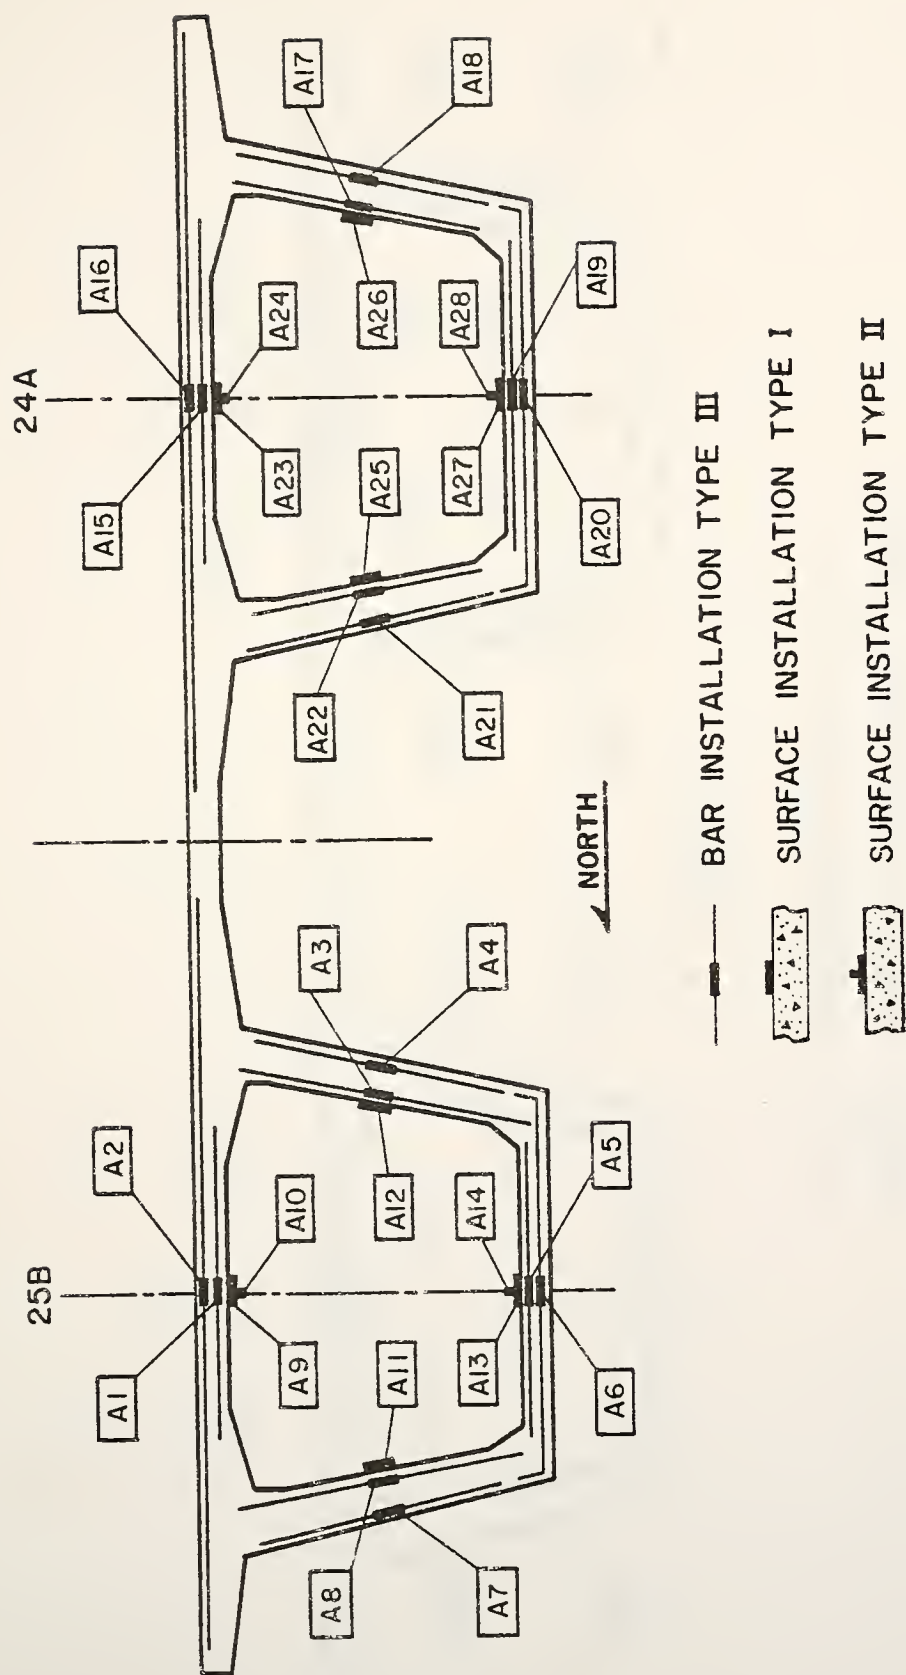 25B
24A
A1
A2
A15
A16
A9
A10
A23
A24
A8
A11
A12
A3
A22
A25
A26
A17
A7
A13
A14
A4
A21
A27
A28
A18
A6
A5
A20
A19
NORTH
BAR INSTALLATION TYPE III
SURFACE INSTALLATION TYPE I
SURFACE INSTALLATION TYPE II